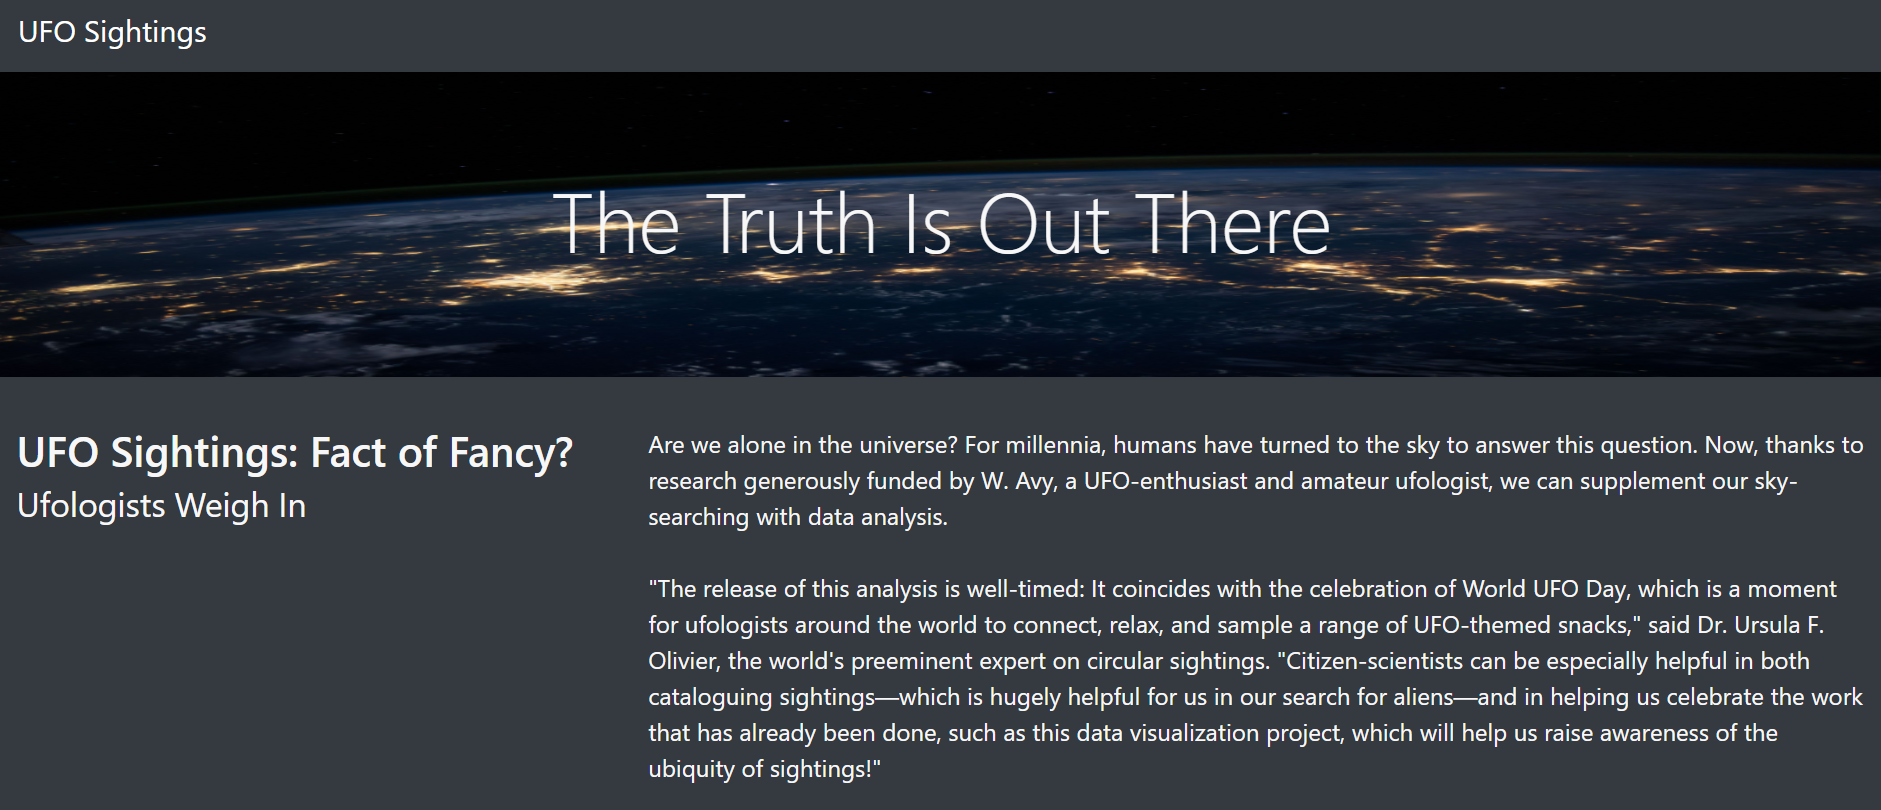 UFO Sightings
The Truth Is Out There
UFO Sightings: Fact of Fancy?
Ufologists Weigh In
Are we alone in the universe? For millennia, humans have turned to the sky to answer this question. Now, thanks to
research generously funded by W. Avy, a UFO-enthusiast and amateur ufologist, we can supplement our sky-
searching with data analysis.
"The release of this analysis is well-timed: It coincides with the celebration of World UFO Day, which is a moment
for ufologists around the world to connect, relax, and sample a range of UFO-themed snacks," said Dr. Ursula F.
Olivier, the world's preeminent expert on circular sightings. "Citizen-scientists can be especially helpful in both
cataloguing sightings—which is hugely helpful for us in our search for aliens—and in helping us celebrate the work
that has already been done, such as this data visualization project, which will help us raise awareness of the
ubiquity of sightings!"